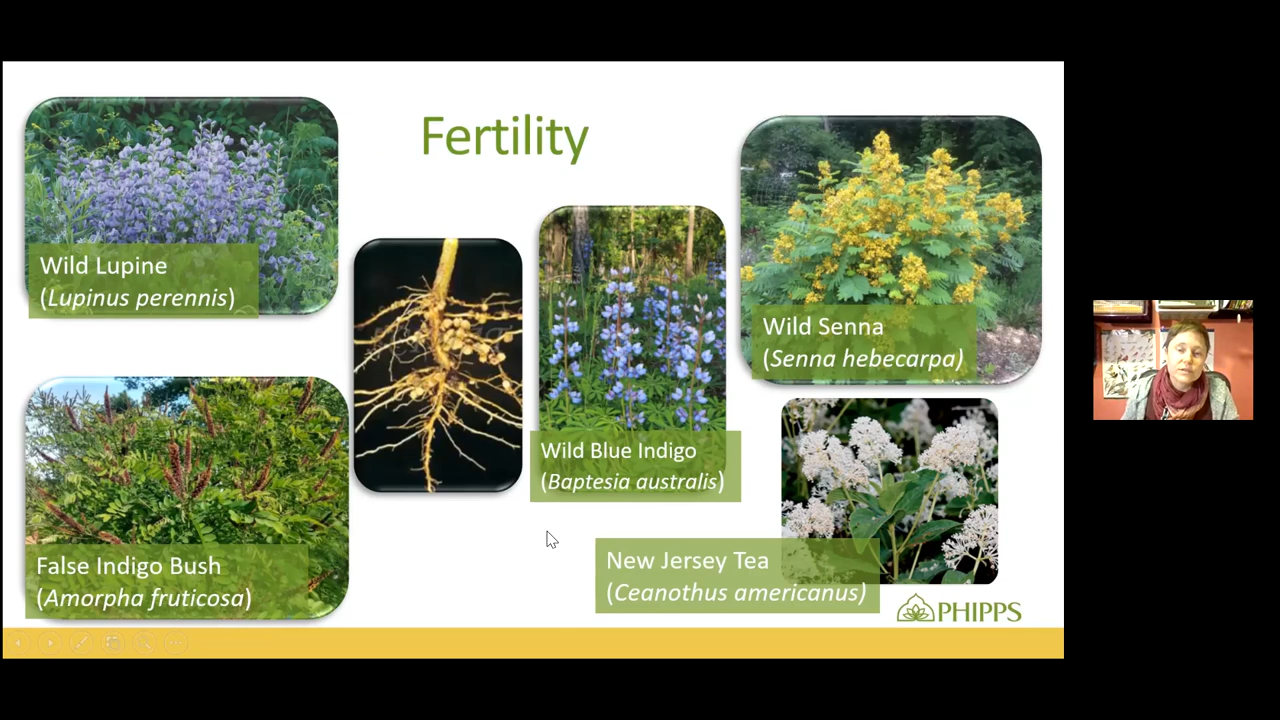 Fertility
Wild Lupine
(Lupinus perennis)
Wild Senna
(Senna hebecarpa)
Wild Blue Indigo
(Baptesia australis)
False Indigo Bush
(Amorpha fruticosa)
New Jersey Tea
(Ceanothus americanus)
PHIPPS